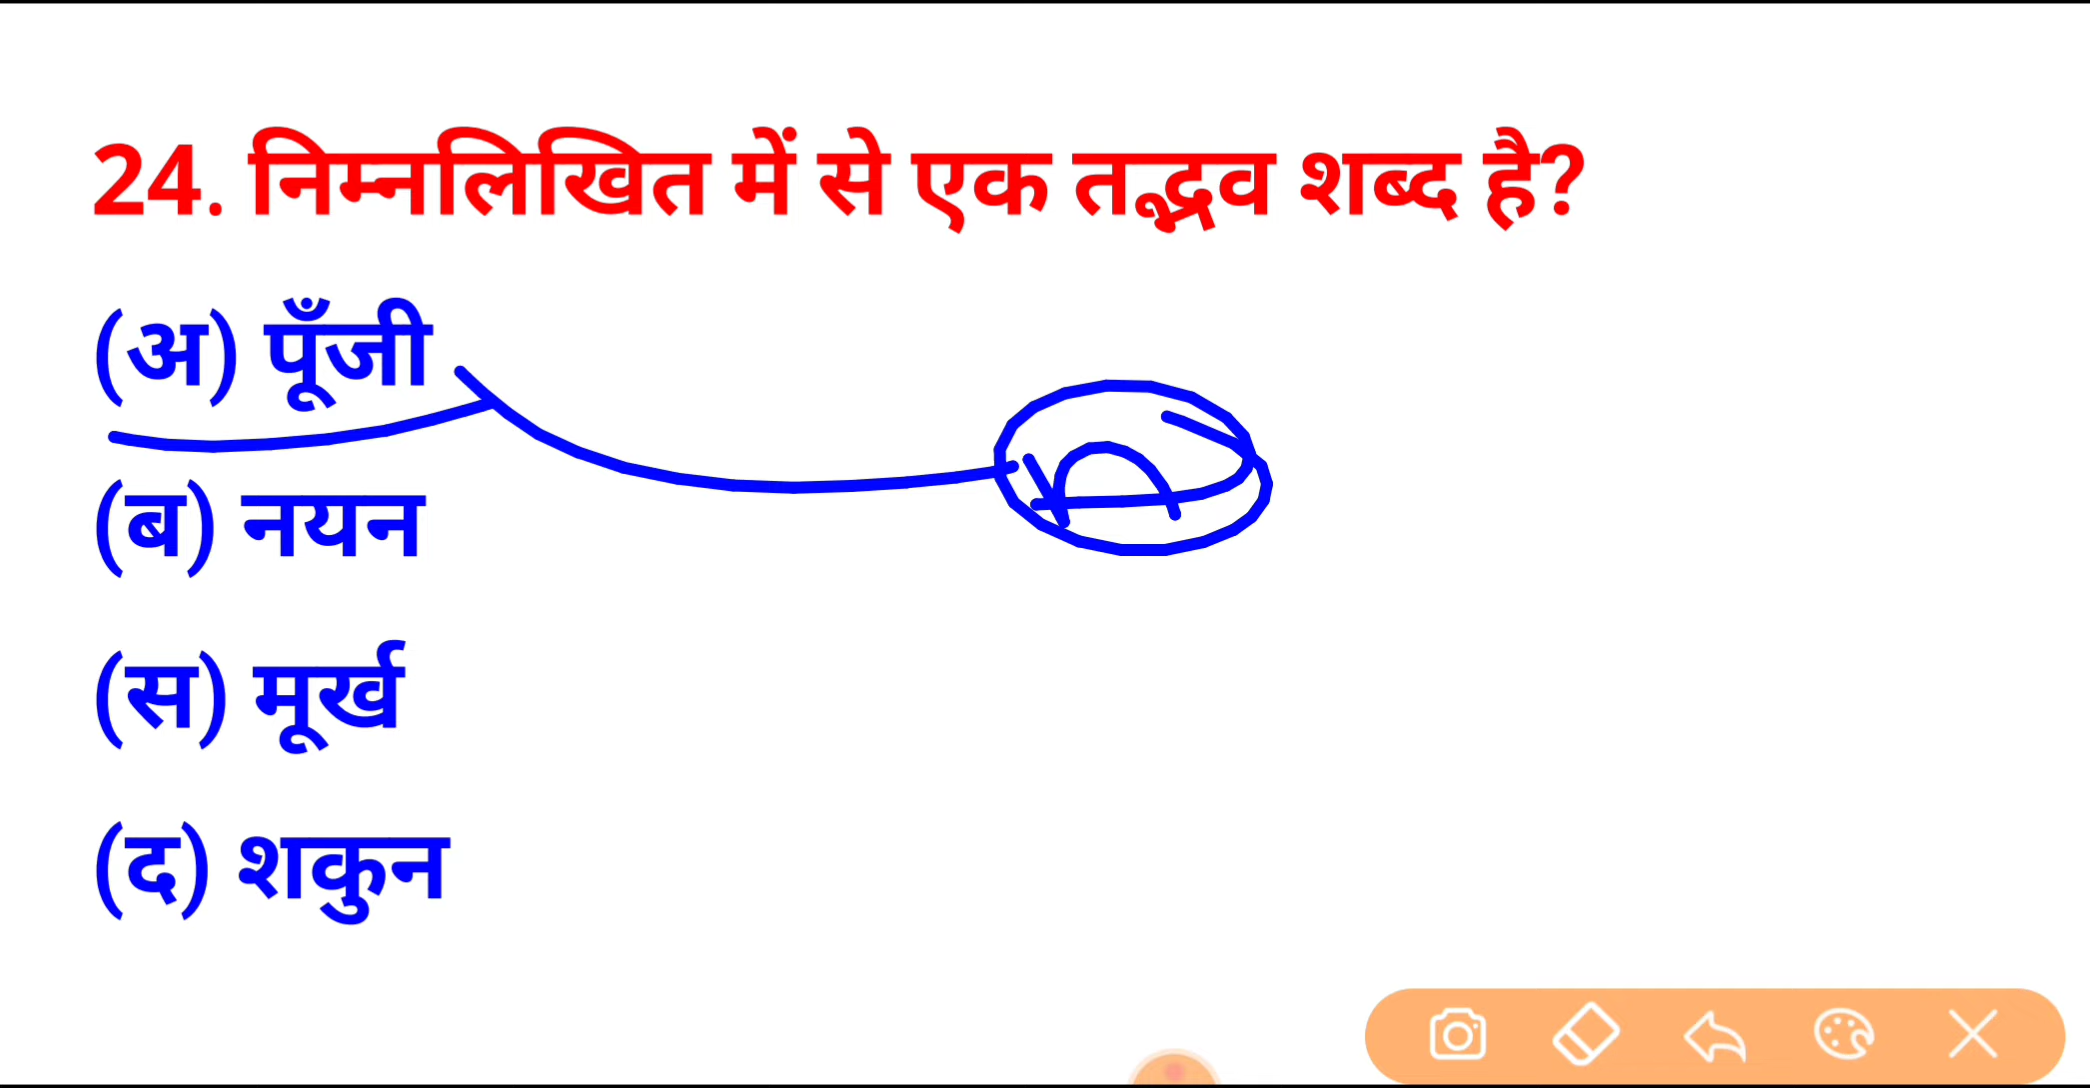 24. निम्नलिखित में से एक तद्भव शब्द है?
(अ) पूँजी
(ब) नयन
(स) मूर्ख
(द) शकुन